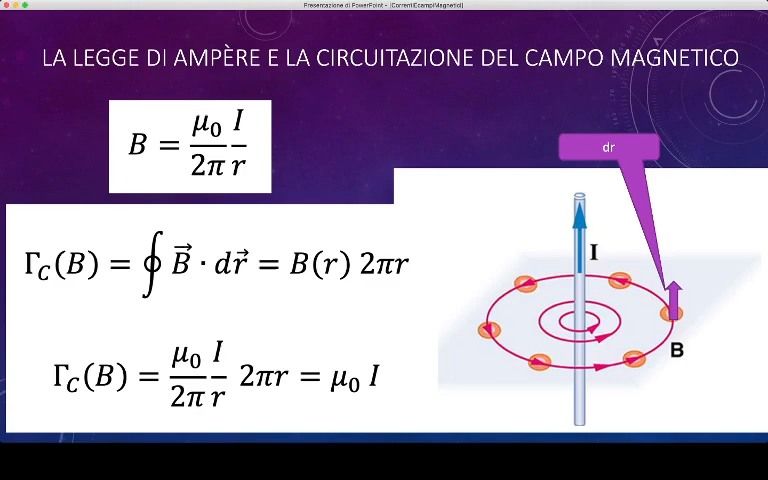 Presentazione di PowerPoint - [CorrentiEcampiMagnetici]
LA LEGGE DI AMPÈRE E LA CIRCUITAZIONE DEL CAMPO MAGNETICO
B = μ₀/2π I/r
dr
Γ_C(B) = ∮ B⃗ · dr⃗ = B(r) 2πr
I
B
Γ_C(B) = μ₀/2π I/r 2πr = μ₀ I